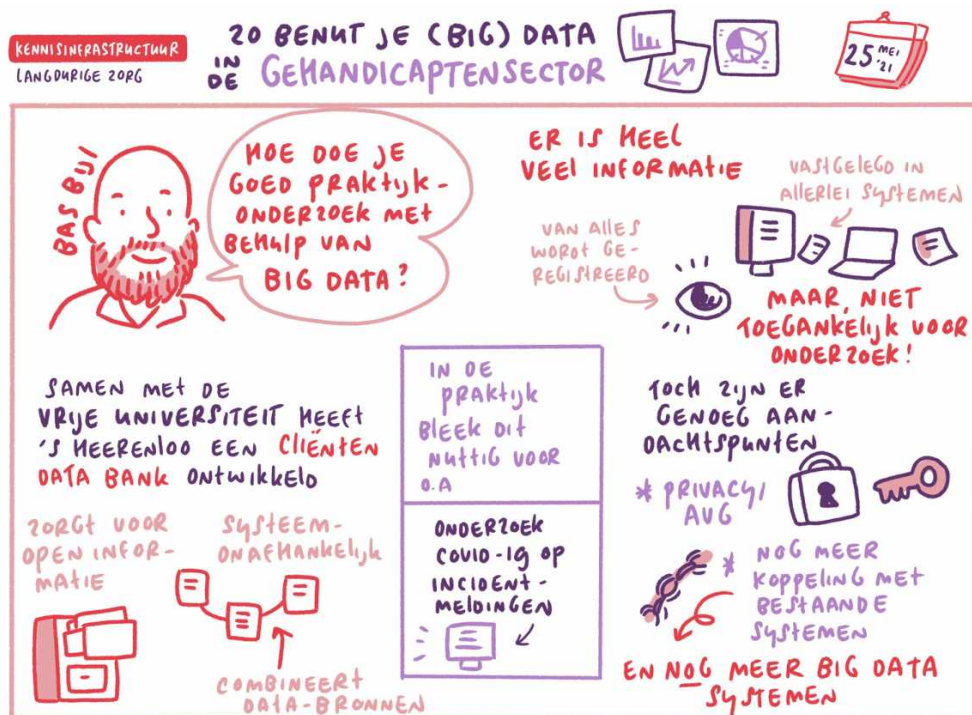 KENNISINFRASTRUCTUUR
LANGDURIGE ZORG
ZO BENUT JE (BIG) DATA
IN DE GEHANDICAPTENSECTOR
25 MEI '21
BAS BIJL
HOE DOE JE
GOED PRAKTIJK-
ONDERZOEK MET
BEHULP VAN
BIG DATA?
ER IS HEEL
VEEL INFORMATIE
VASTGELEGD IN
ALLERLEI SYSTEMEN
VAN ALLES
WORDT GE-
REGISTREERD
MAAR, NIET
TOEGANKELIJK VOOR
ONDERZOEK!
SAMEN MET DE
VRIJE UNIVERSITEIT HEEFT
'S HEERENLOO EEN CLIËNTEN
DATA BANK ONTWIKKELD
ZORGT VOOR
OPEN INFOR-
MATIE
SYSTEEM-
ONAFHANKELIJK
COMBINEERT
DATA-BRONNEN
IN DE
PRAKTIJK
BLEEK DIT
NUTTIG VOOR
O.A
ONDERZOEK
COVID-19 OP
INCIDENT-
MELDINGEN
TOCH ZIJN ER
GENOEG AAN-
DACHTSPUNTEN
* PRIVACY/
AVG
* NOG MEER
KOPPELING MET
BESTAANDE
SYSTEMEN
EN NOG MEER BIG DATA
SYSTEMEN